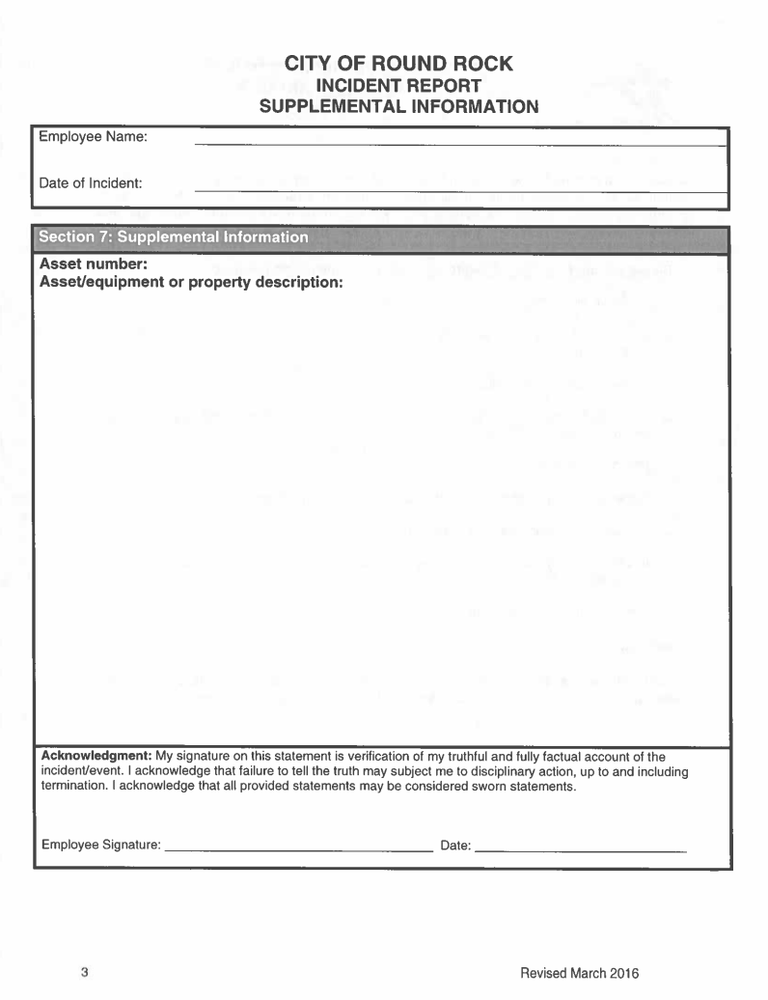 CITY OF ROUND ROCK
INCIDENT REPORT
SUPPLEMENTAL INFORMATION
Employee Name:
Date of Incident:
Section 7: Supplemental Information
Asset number:
Asset/equipment or property description:
Acknowledgment: My signature on this statement is verification of my truthful and fully factual account of the
incident/event. I acknowledge that failure to tell the truth may subject me to disciplinary action, up to and including
termination. I acknowledge that all provided statements may be considered sworn statements.
Employee Signature: Date:
3 Revised March 2016